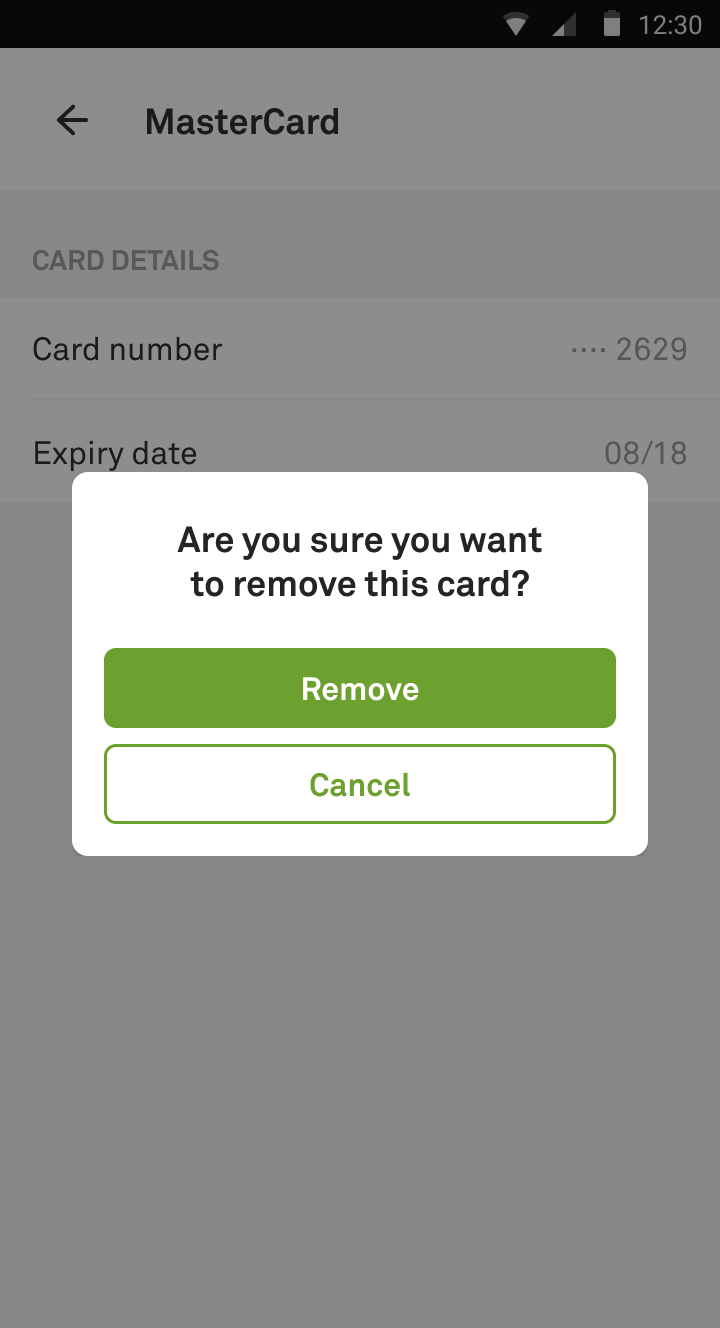 12:30
MasterCard
CARD DETAILS
Card number ···· 2629
Expiry date 08/18
Are you sure you want
to remove this card?
Remove
Cancel